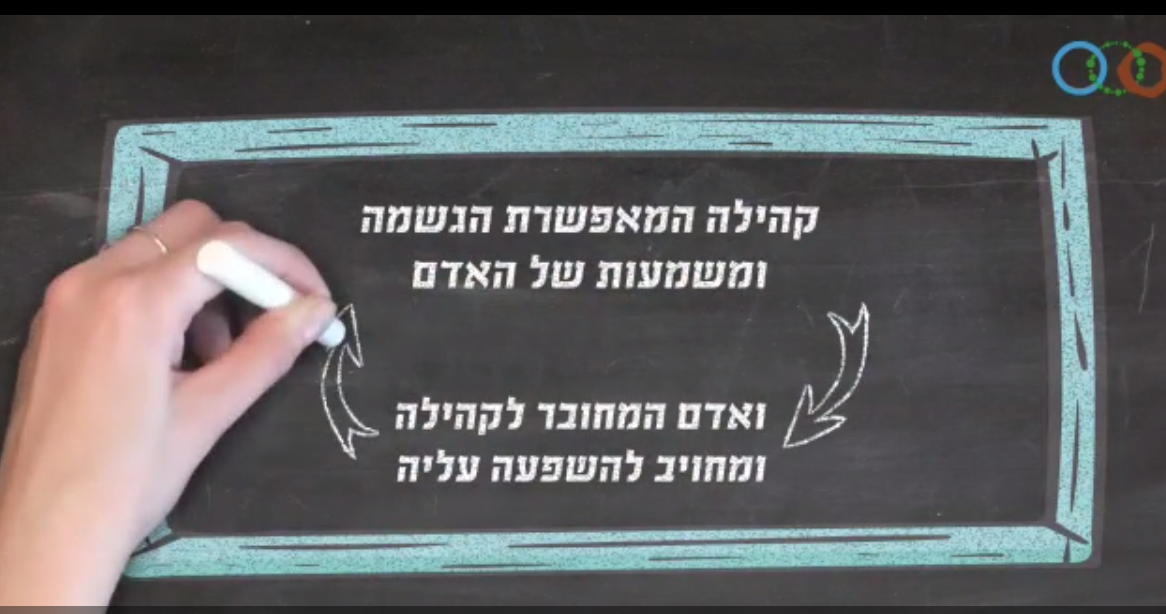 קהילה המאפשרת הגשמה
ומשמעות של האדם
ואדם המחובר לקהילה
ומחויב להשפעה עליה